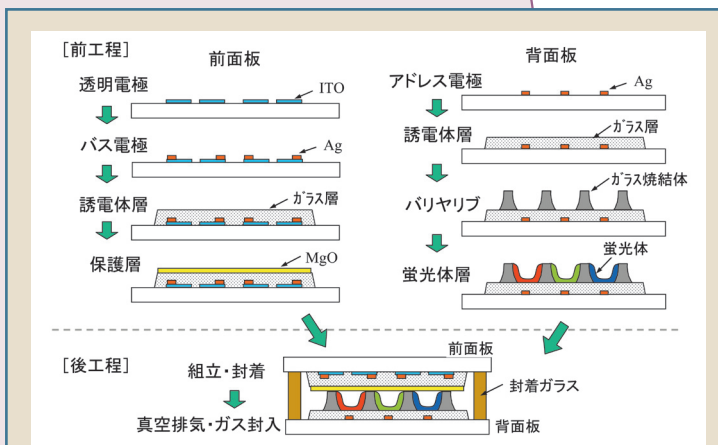 [前工程]
前面板
透明電極
ITO
バス電極
Ag
誘電体層
ガラス層
保護層
MgO
背面板
アドレス電極
Ag
誘電体層
ガラス層
バリヤリブ
ガラス焼結体
蛍光体層
蛍光体
[後工程]
組立・封着
真空排気・ガス封入
前面板
封着ガラス
背面板